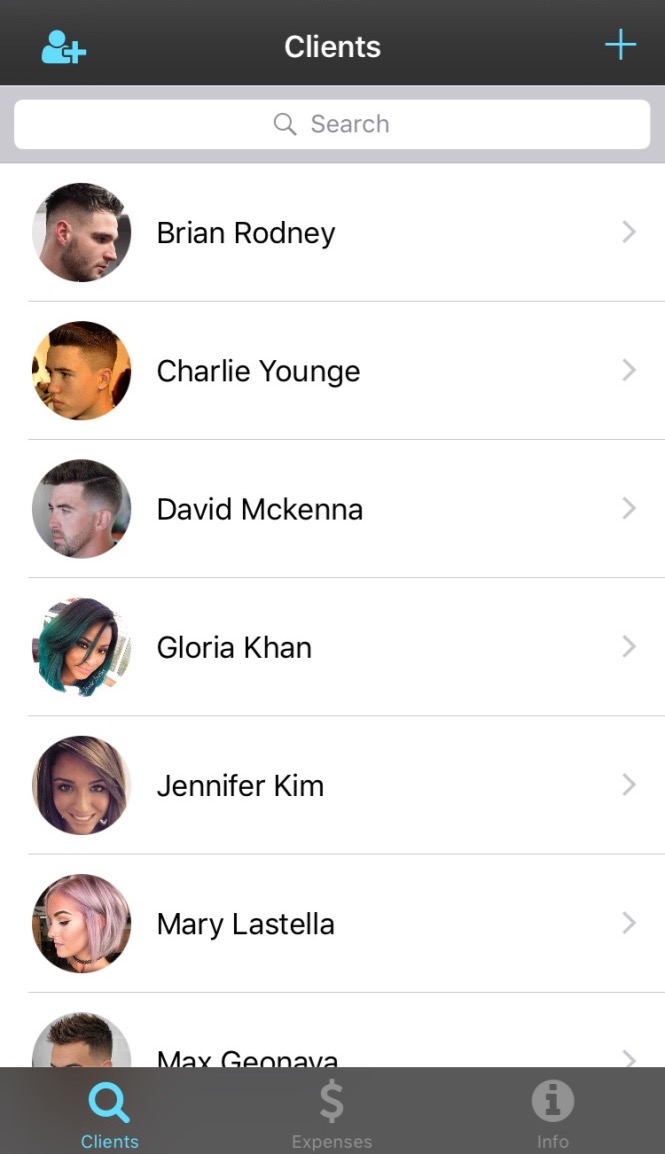 Clients
Search
Brian Rodney
Charlie Younge
David Mckenna
Gloria Khan
Jennifer Kim
Mary Lastella
Max Geonava
Clients
Expenses
Info